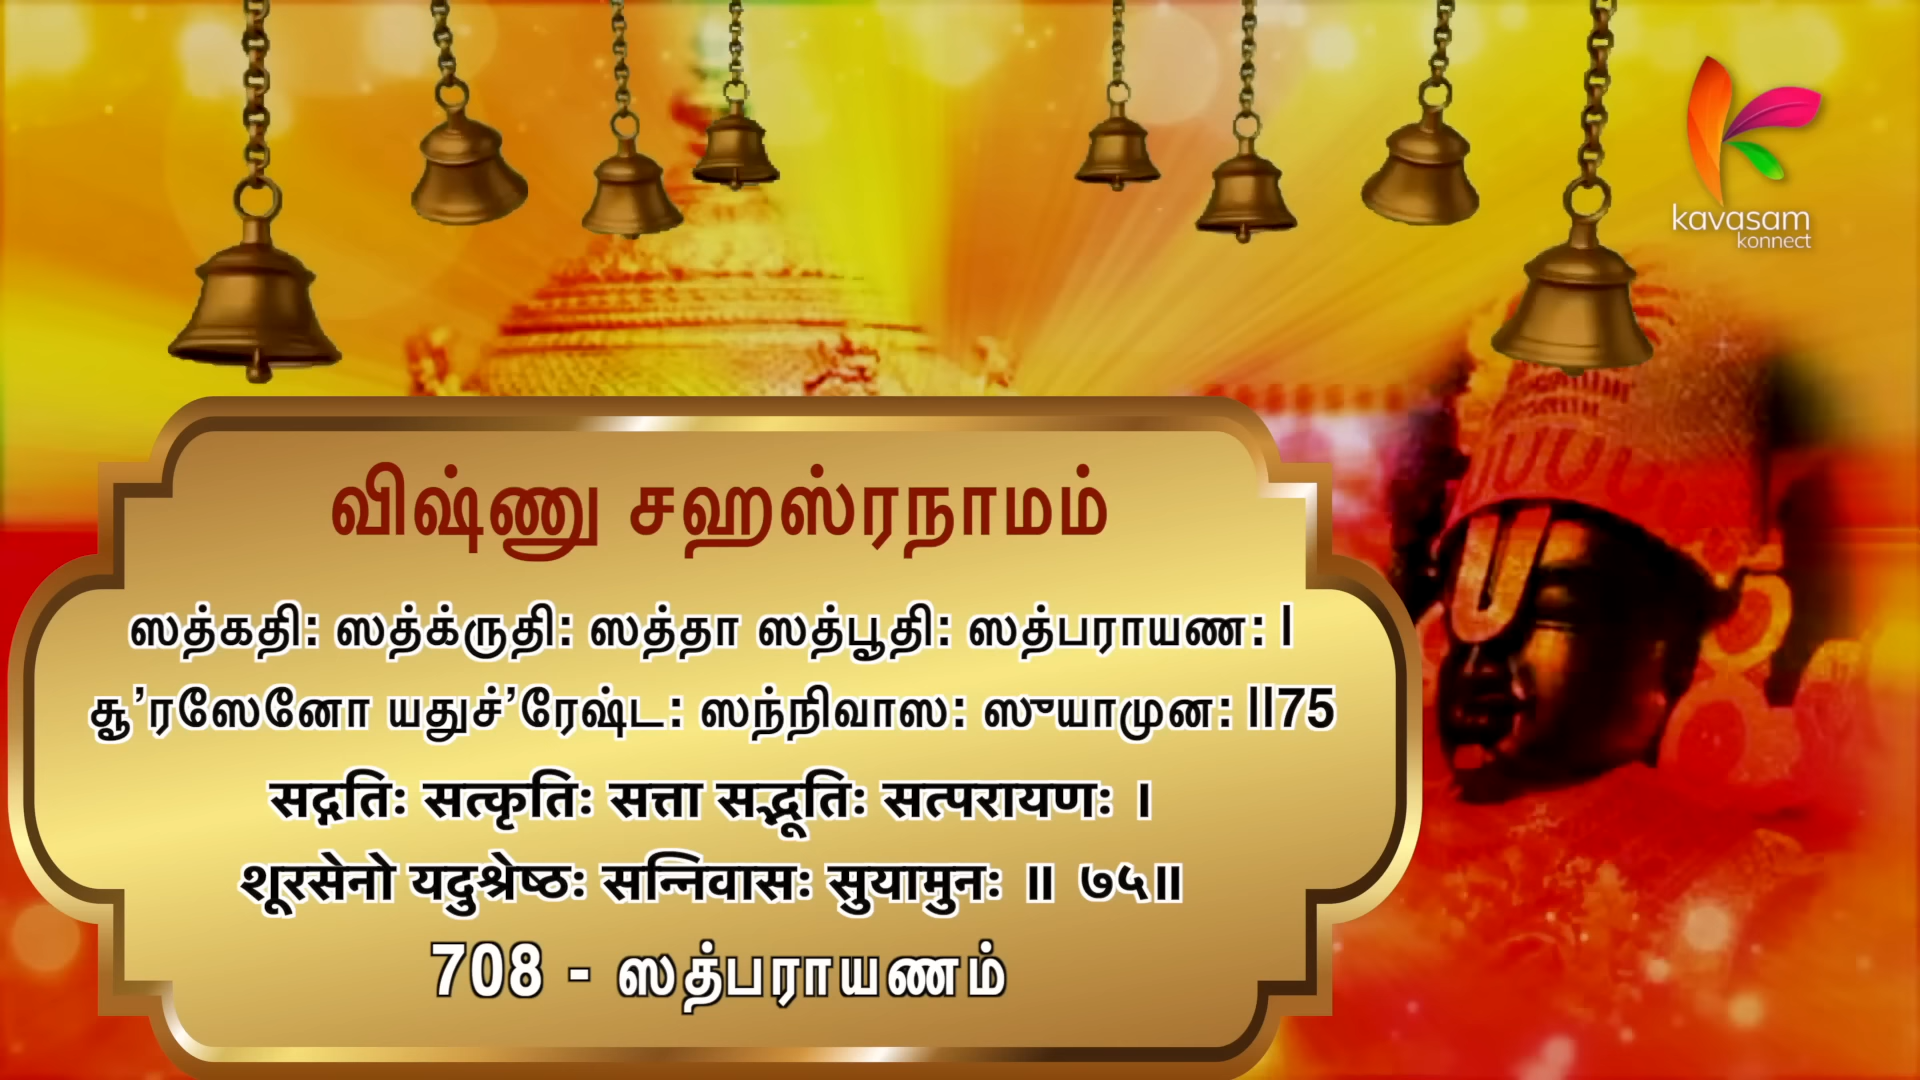 kavasam
konnect
விஷ்ணு சஹஸ்ரநாமம்
ஸத்கதி: ஸத்க்ருதி: ஸத்தா ஸத்பூதி: ஸத்பராயண: |
சூ’ரஸேனோ யதுச்’ரேஷ்ட: ஸந்நிவாஸ: ஸுயாமுன: ||75
सद्गतिः सत्कृतिः सत्ता सद्भूतिः सत्परायणः ।
शूरसेनो यदुश्रेष्ठः सन्निवासः सुयामुनः ॥ ७५॥
708 - ஸத்பராயணம்